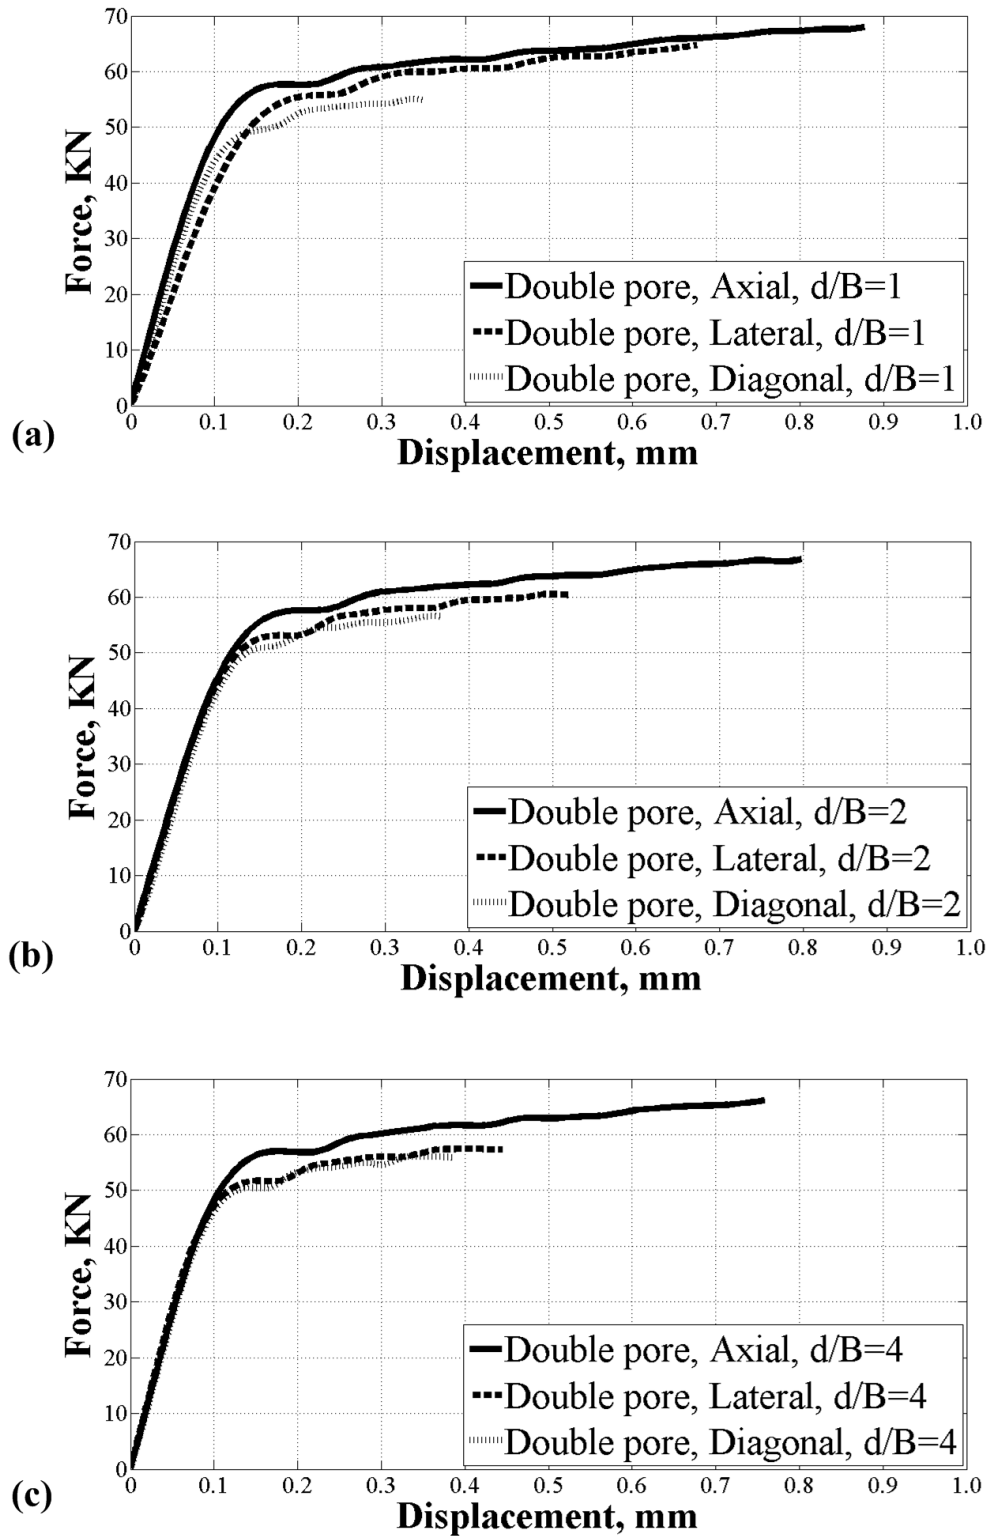 70
60
50
40
30
20
10
0
Force, KN
Double pore, Axial, d/B=1
Double pore, Lateral, d/B=1
Double pore, Diagonal, d/B=1
0 0.1 0.2 0.3 0.4 0.5 0.6 0.7 0.8 0.9 1.0
(a)
Displacement, mm
70
60
50
40
30
20
10
0
Force, KN
Double pore, Axial, d/B=2
Double pore, Lateral, d/B=2
Double pore, Diagonal, d/B=2
0 0.1 0.2 0.3 0.4 0.5 0.6 0.7 0.8 0.9 1.0
(b)
Displacement, mm
70
60
50
40
30
20
10
0
Force, KN
Double pore, Axial, d/B=4
Double pore, Lateral, d/B=4
Double pore, Diagonal, d/B=4
0 0.1 0.2 0.3 0.4 0.5 0.6 0.7 0.8 0.9 1.0
(c)
Displacement, mm